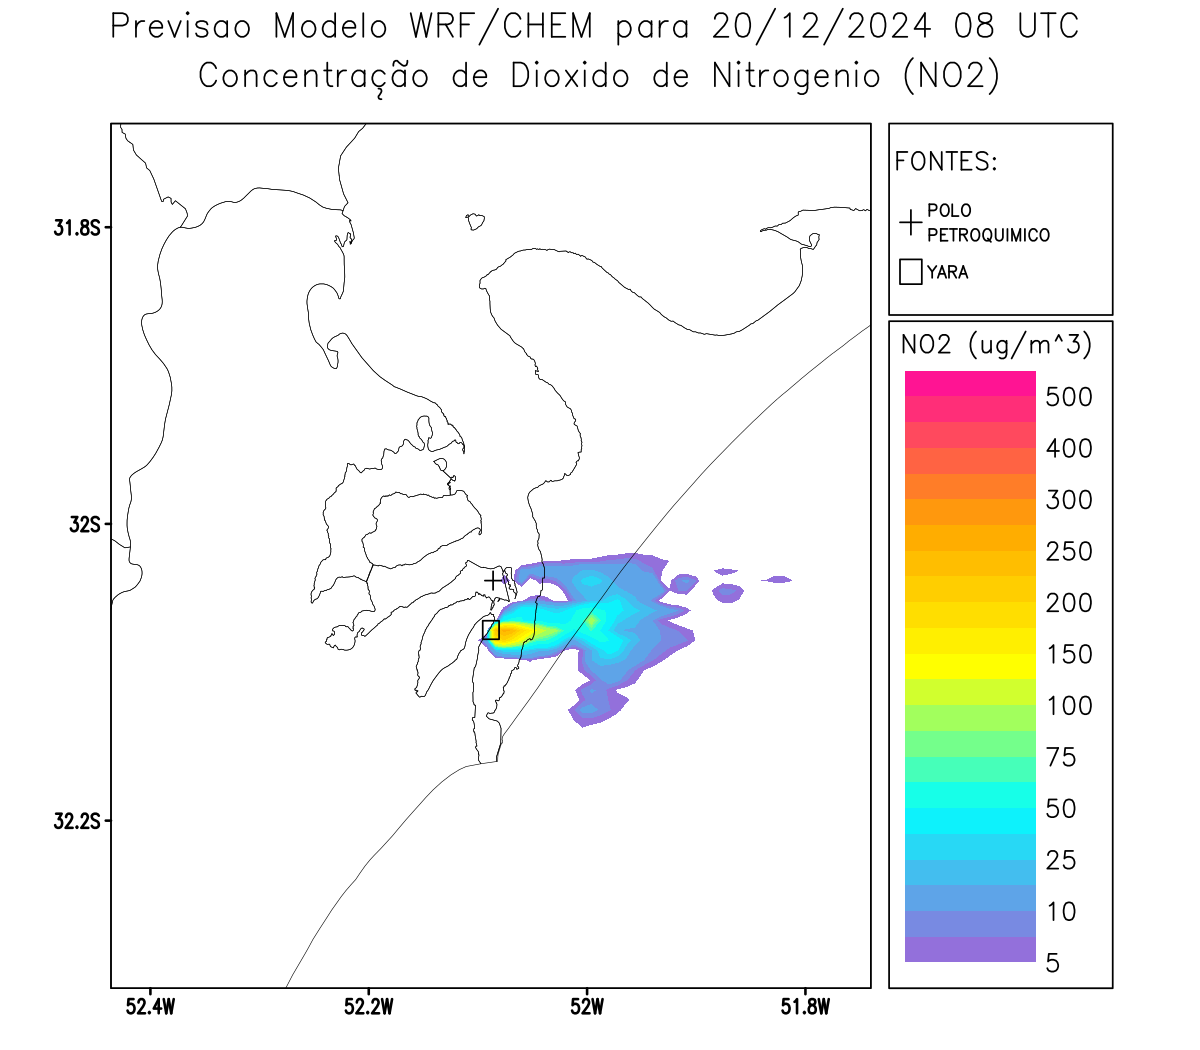 Previsao Modelo WRF/CHEM para 20/12/2024 08 UTC
Concentração de Dioxido de Nitrogenio (NO2)
FONTES:
POLO
PETROQUIMICO
YARA
NO2 (ug/m^3)
500
400
300
250
200
150
100
75
50
25
10
5
31.8S
32S
32.2S
52.4W
52.2W
52W
51.8W